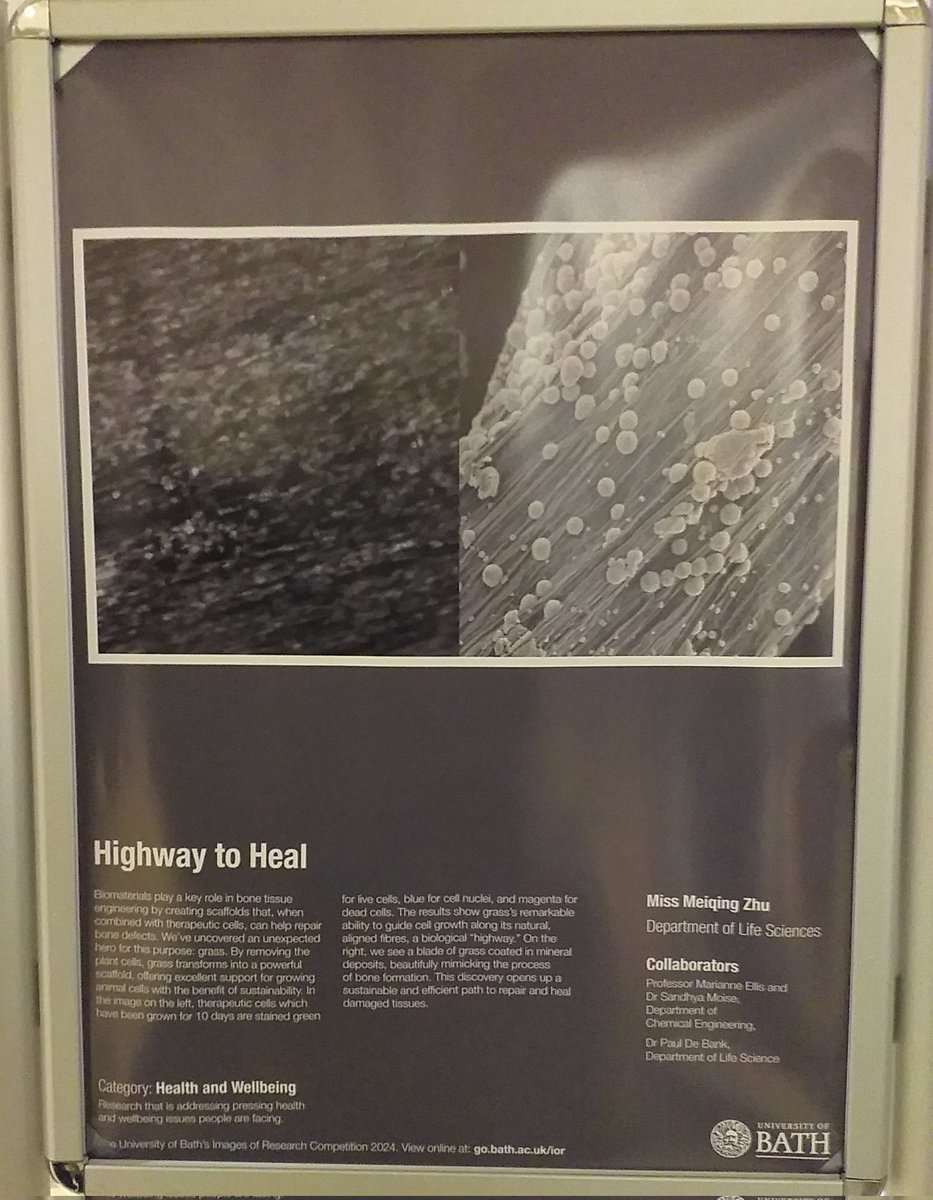 Highway to Heal
Biomaterials play a key role in bone tissue
engineering by creating scaffolds that, when
combined with therapeutic cells, can help repair
bone defects. We've uncovered an unexpected
hero for this purpose: grass. By removing the
plant cells, grass transforms into a powerful
scaffold, offering excellent support for growing
animal cells with the benefit of sustainability. In
the image on the left, therapeutic cells which
have been grown for 10 days are stained green
for live cells, blue for cell nuclei, and magenta for
dead cells. The results show grass's remarkable
ability to guide cell growth along its natural,
aligned fibres, a biological "highway." On the
right, we see a blade of grass coated in mineral
deposits, beautifully mimicking the process
of bone formation. This discovery opens up a
sustainable and efficient path to repair and heal
damaged tissues.
Miss Meiqing Zhu
Department of Life Sciences
Collaborators
Professor Marianne Ellis and
Dr Sandhya Moise,
Department of
Chemical Engineering,
Dr Paul De Bank,
Department of Life Science
Category: Health and Wellbeing
Research that is addressing pressing health
and wellbeing issues people are facing.
University of Bath's Images of Research Competition 2024. View online at: go.bath.ac.uk/ior
UNIVERSITY OF
BATH